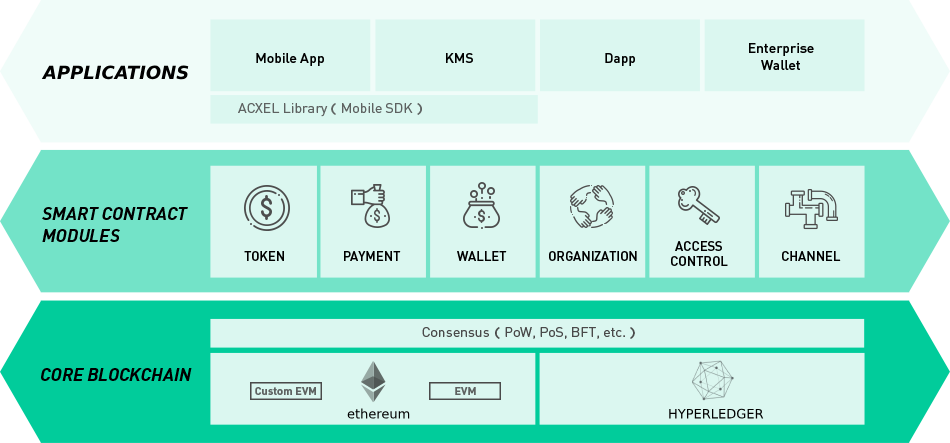 APPLICATIONS
Mobile App
KMS
Dapp
Enterprise
Wallet
ACXEL Library ( Mobile SDK )
SMART CONTRACT
MODULES
TOKEN
PAYMENT
WALLET
ORGANIZATION
ACCESS
CONTROL
CHANNEL
CORE BLOCKCHAIN
Consensus ( PoW, PoS, BFT, etc. )
Custom EVM
EVM
ethereum
HYPERLEDGER